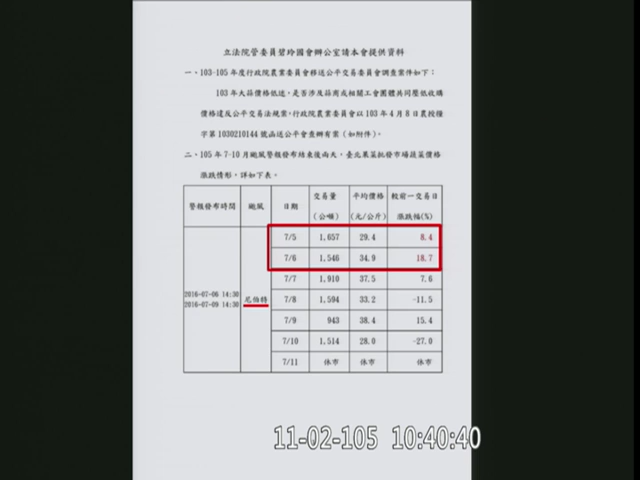 立法院管委員碧玲國會辦公室請本會提供資料
一、103-105年度行政院農業委員會移送公平交易委員會調查案件如下：
103年大蒜價格低迷，是否涉及蒜商或相關工會團體共同壓低收購
價格違反公平交易法規案，行政院農業委員會以103年4月8日農授糧
字第1030210144號函送公平會查辦有案（如附件）。
二、105年7-10月颱風警報發布結束後兩天，臺北果菜批發市場蔬菜價格
漲跌情形，詳如下表。
警報發布時間 颱風 日期 交易量(公噸) 平均價格(元/公斤) 較前一交易日漲跌幅(%)
2016-07-06 14:30
2016-07-09 14:30
尼伯特
7/5 1,657 29.4 8.4
7/6 1,546 34.9 18.7
7/7 1,910 37.5 7.6
7/8 1,594 33.2 -11.5
7/9 943 38.4 15.4
7/10 1,514 28.0 -27.0
7/11 休市 休市 休市
11-02-105 10:40:40